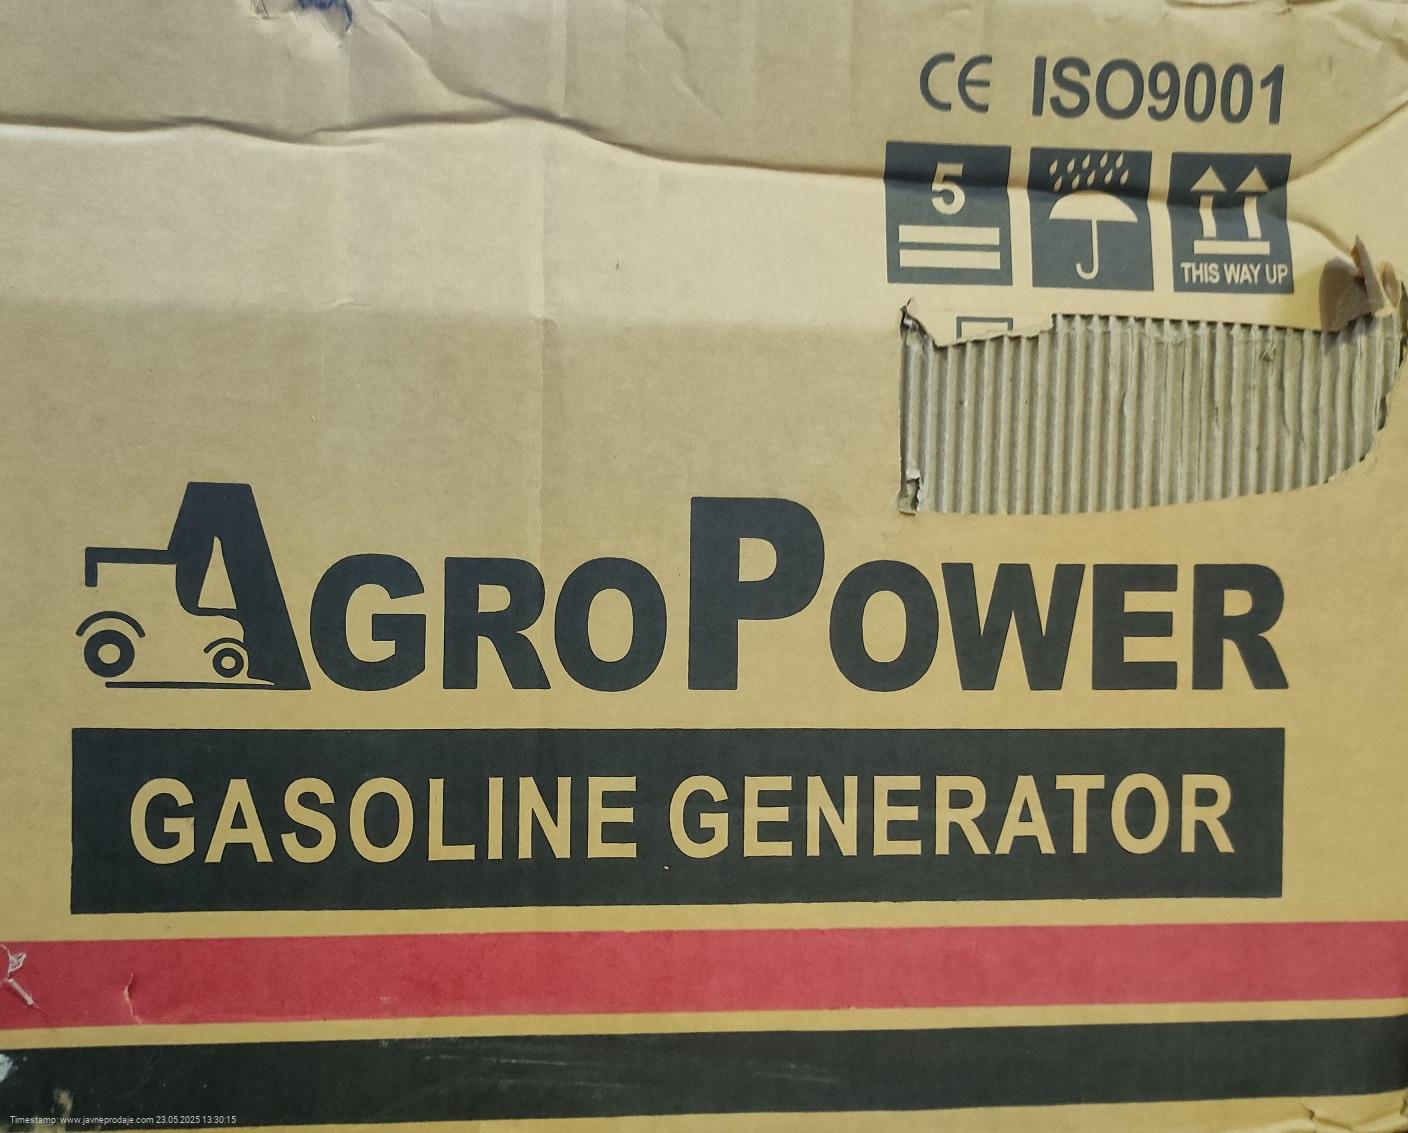 CE ISO9001
5
THIS WAY UP
AGROPOWER
GASOLINE GENERATOR
Timestamp: www.javneprodaje.com 23.05.2025 13:30:15